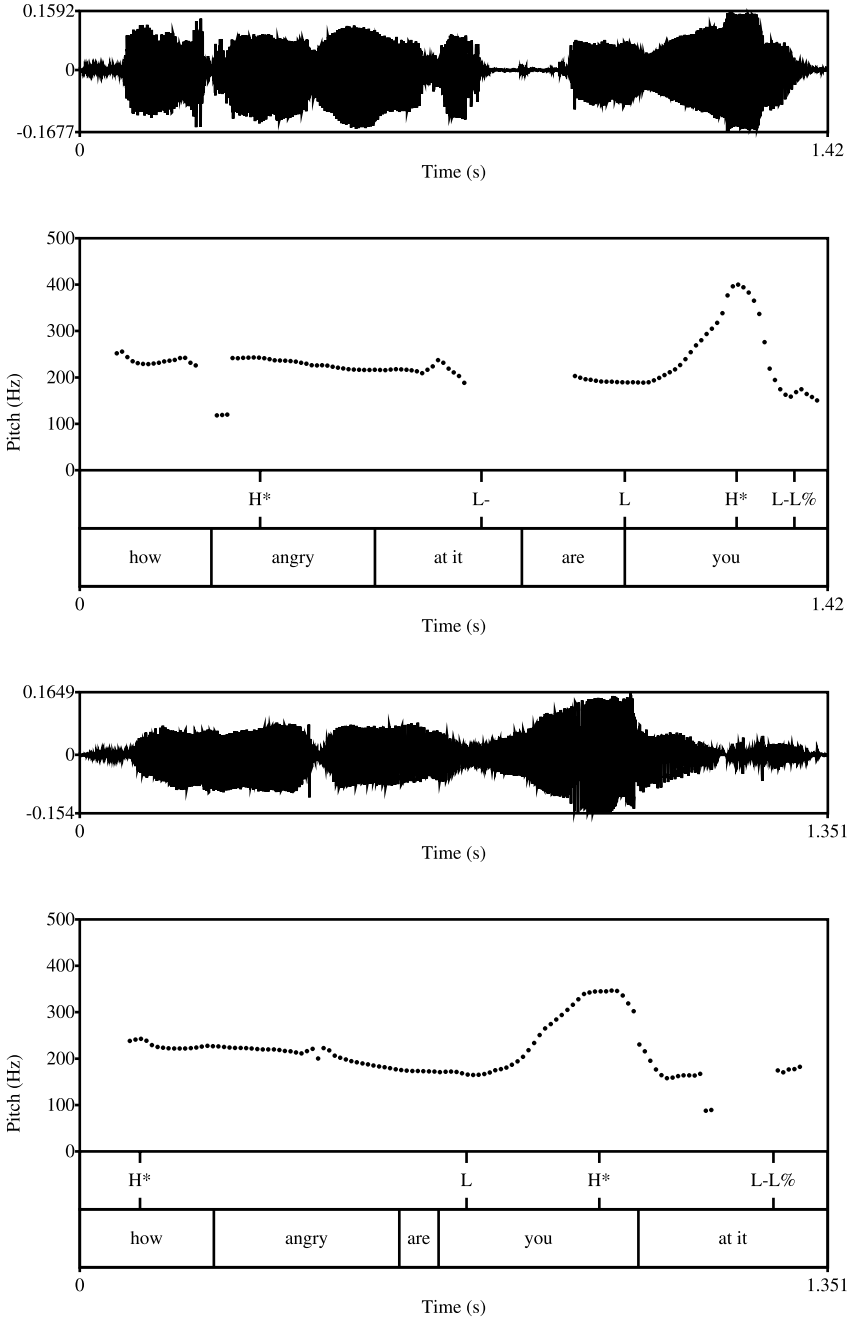 0.1592
0
-0.1677
0 1.42
Time (s)
500
400
300
200
100
0
Pitch (Hz)
H* L- L H* L-L%
how angry at it are you
0 1.42
Time (s)
0.1649
0
-0.154
0 1.351
Time (s)
500
400
300
200
100
0
Pitch (Hz)
H* L H* L-L%
how angry are you at it
0 1.351
Time (s)